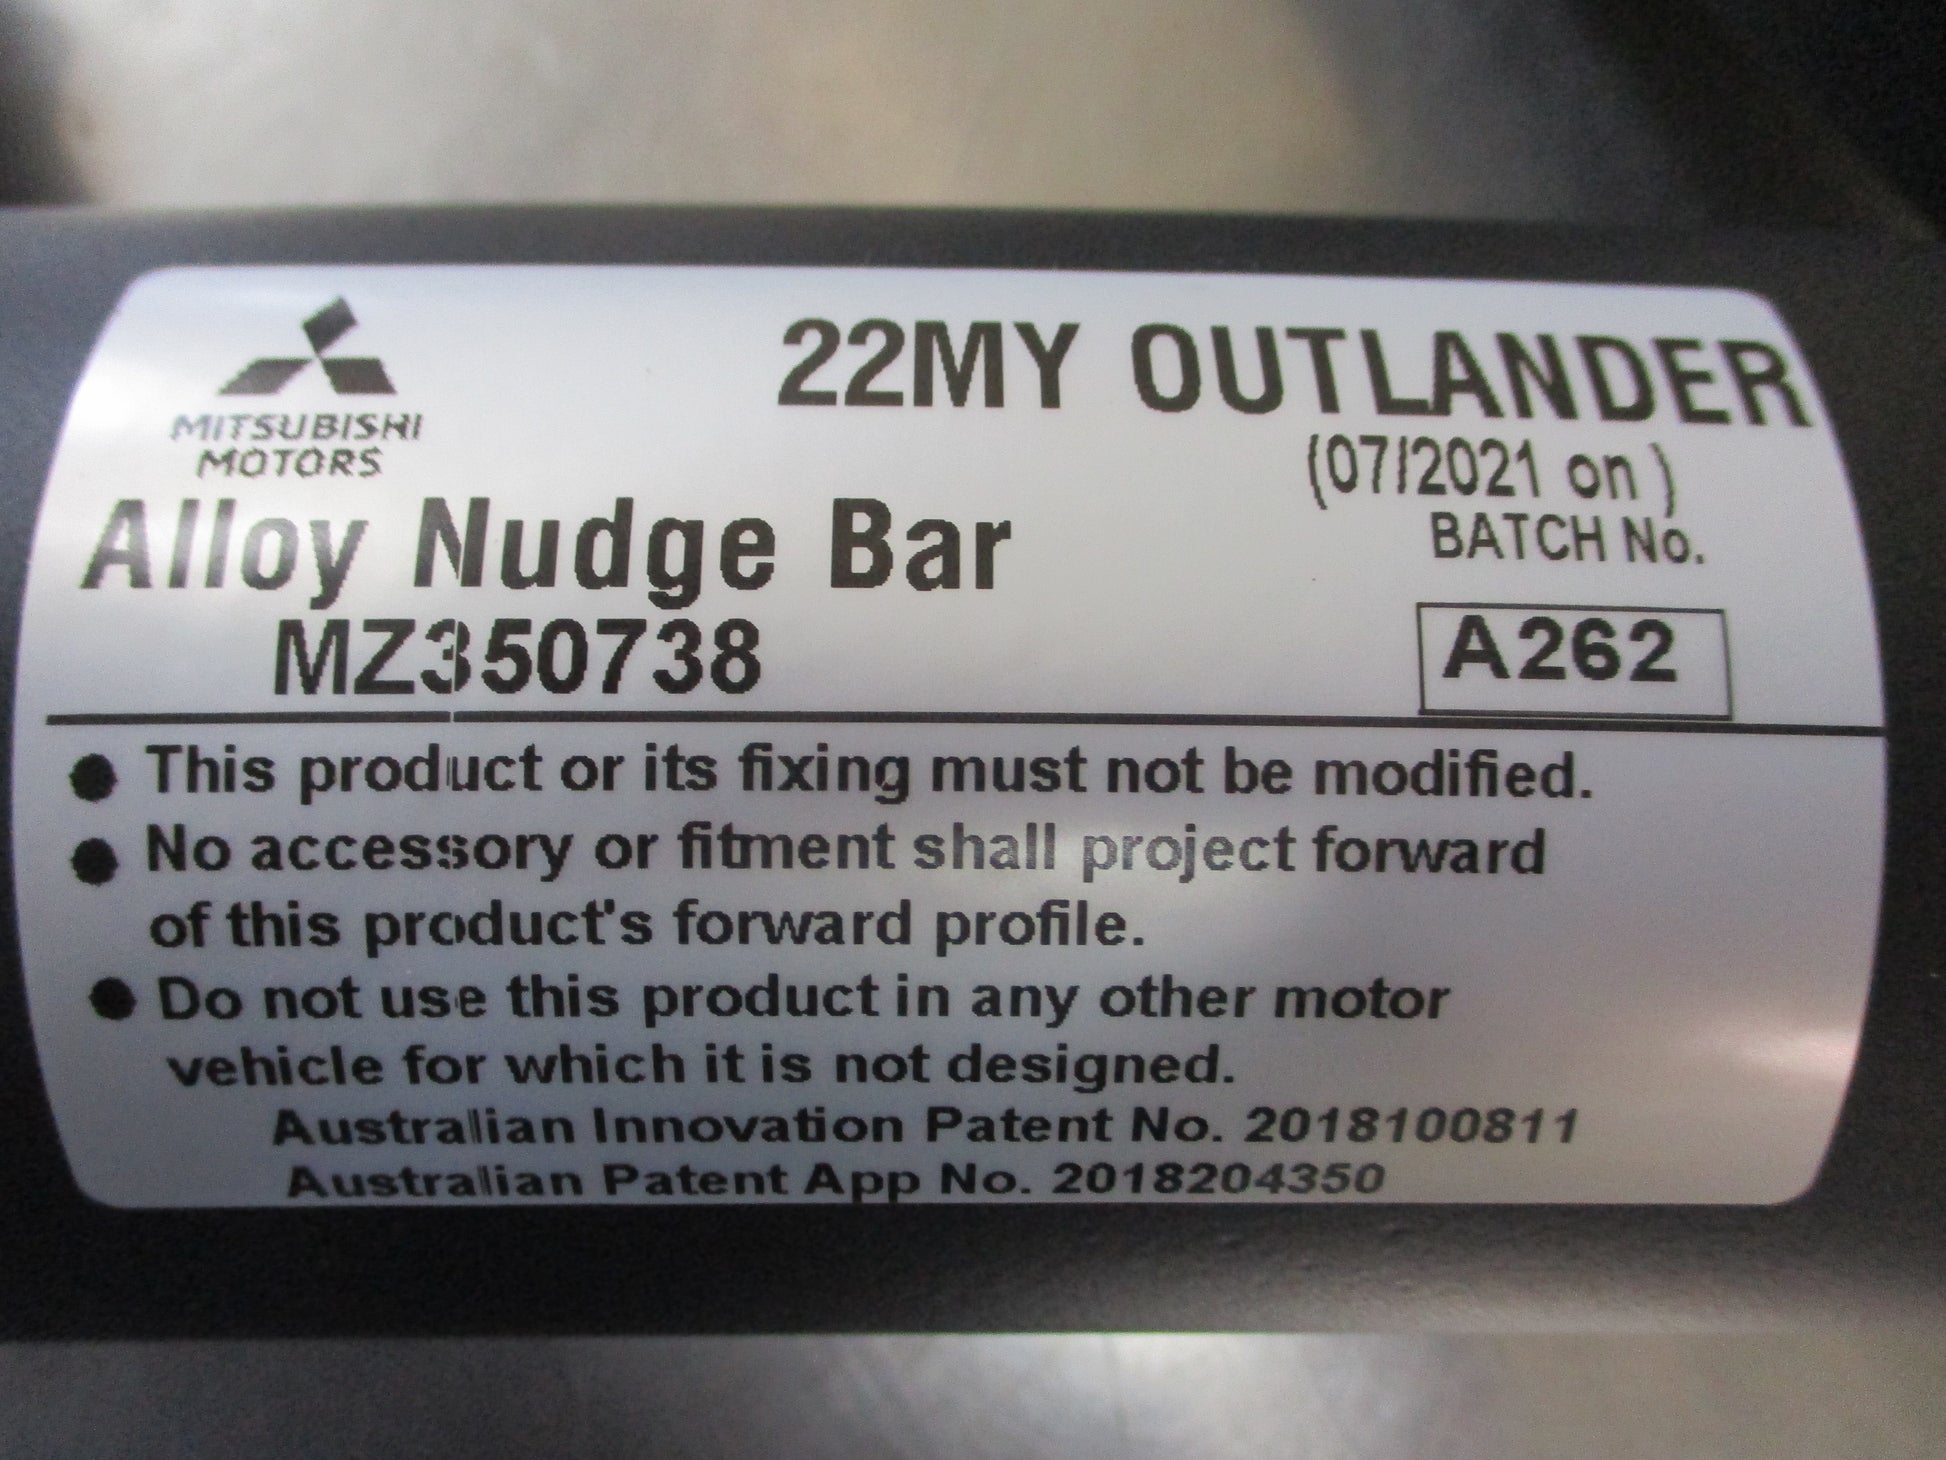 MITSUBISHI
MOTORS
22MY OUTLANDER
(07/2021 on )
BATCH No.
A262
Alloy Nudge Bar
MZ350738
● This product or its fixing must not be modified.
● No accessory or fitment shall project forward
of this product's forward profile.
● Do not use this product in any other motor
vehicle for which it is not designed.
Australian Innovation Patent No. 2018100811
Australian Patent App No. 2018204350